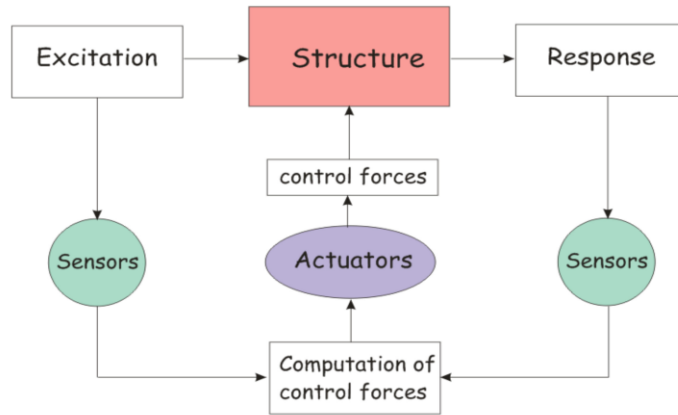 Excitation
Structure
Response
control forces
Sensors
Actuators
Sensors
Computation of
control forces